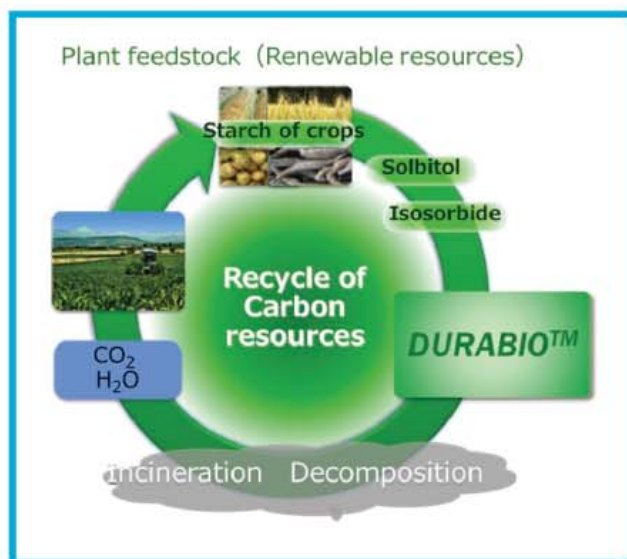 Plant feedstock（Renewable resources）
Starch of crops
Solbitol
Isosorbide
Recycle of
Carbon
resources
DURABIO™
CO₂
H₂O
Incineration Decomposition